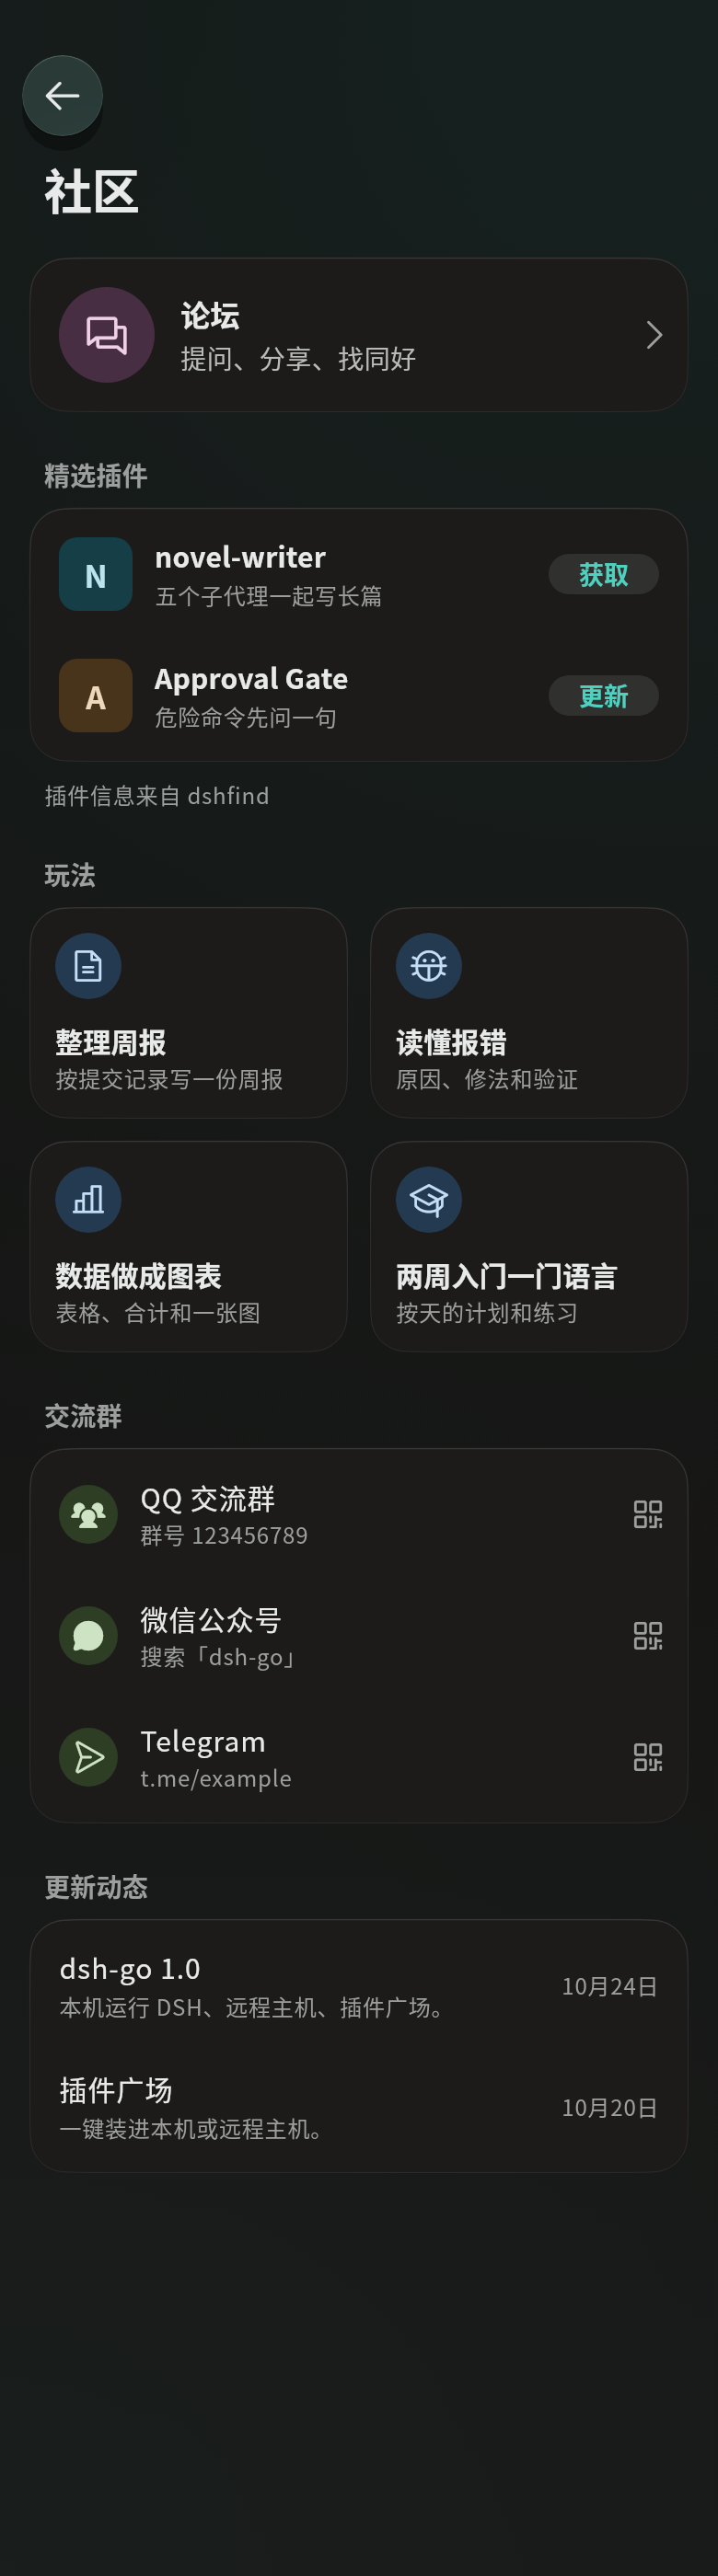 社区
论坛
提问、分享、找同好
精选插件
N
novel-writer
五个子代理一起写长篇
获取
A
Approval Gate
危险命令先问一句
更新
插件信息来自 dshfind
玩法
整理周报
按提交记录写一份周报
读懂报错
原因、修法和验证
数据做成图表
表格、合计和一张图
两周入门一门语言
按天的计划和练习
交流群
QQ 交流群
群号 123456789
微信公众号
搜索「dsh-go」
Telegram
t.me/example
更新动态
dsh-go 1.0
本机运行 DSH、远程主机、插件广场。
10月24日
插件广场
一键装进本机或远程主机。
10月20日